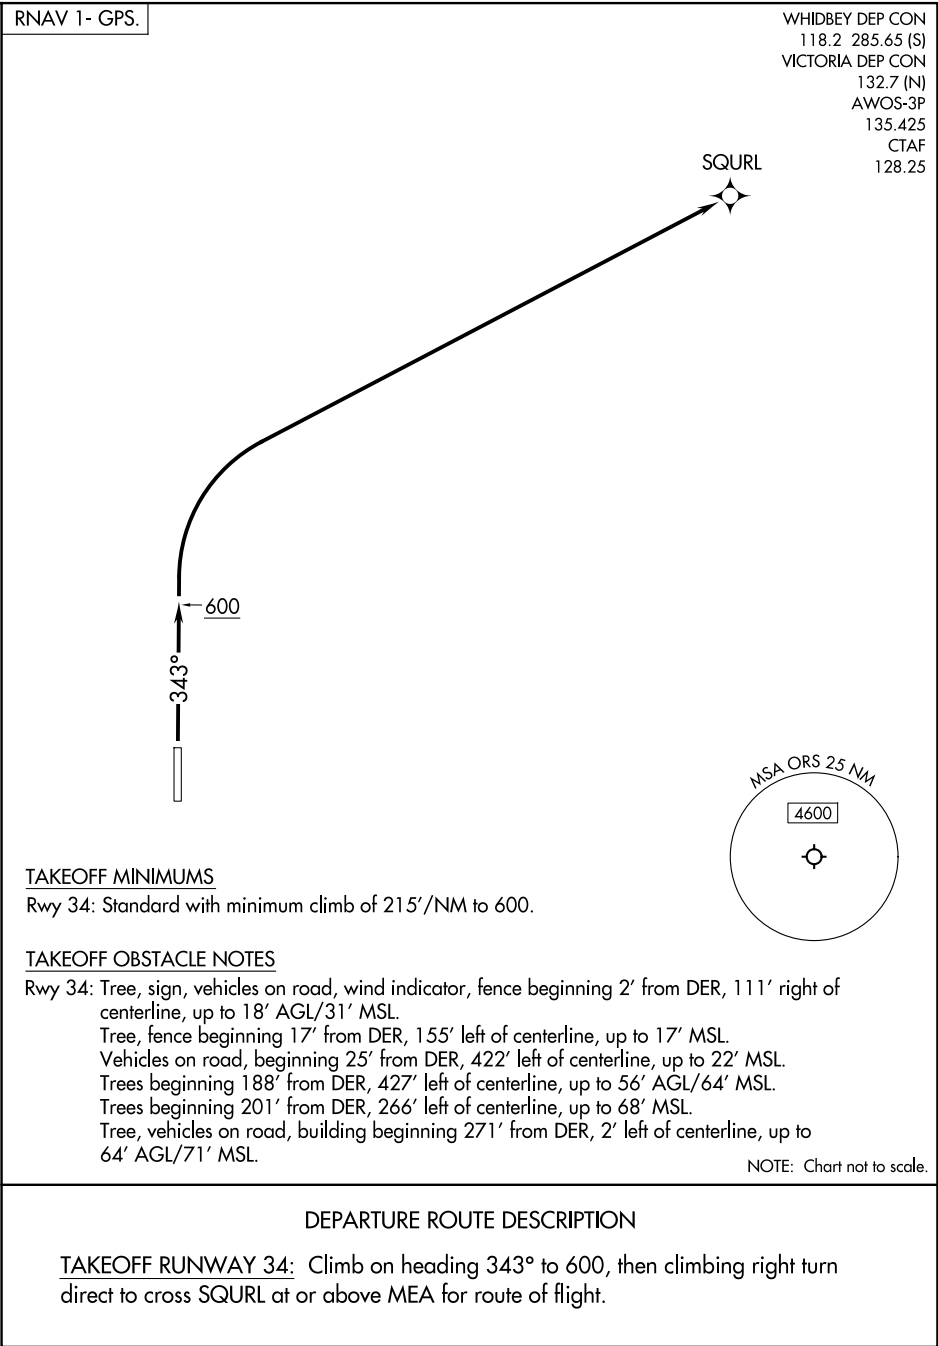 RNAV 1- GPS.
WHIDBEY DEP CON
118.2 285.65 (S)
VICTORIA DEP CON
132.7 (N)
AWOS-3P
135.425
CTAF
128.25
SQURL
600
343°
MSA ORS 25 NM
4600
TAKEOFF MINIMUMS
Rwy 34: Standard with minimum climb of 215'/NM to 600.
TAKEOFF OBSTACLE NOTES
Rwy 34: Tree, sign, vehicles on road, wind indicator, fence beginning 2' from DER, 111' right of
centerline, up to 18' AGL/31' MSL.
Tree, fence beginning 17' from DER, 155' left of centerline, up to 17' MSL.
Vehicles on road, beginning 25' from DER, 422' left of centerline, up to 22' MSL.
Trees beginning 188' from DER, 427' left of centerline, up to 56' AGL/64' MSL.
Trees beginning 201' from DER, 266' left of centerline, up to 68' MSL.
Tree, vehicles on road, building beginning 271' from DER, 2' left of centerline, up to
64' AGL/71' MSL.
NOTE: Chart not to scale.
DEPARTURE ROUTE DESCRIPTION
TAKEOFF RUNWAY 34: Climb on heading 343° to 600, then climbing right turn
direct to cross SQURL at or above MEA for route of flight.